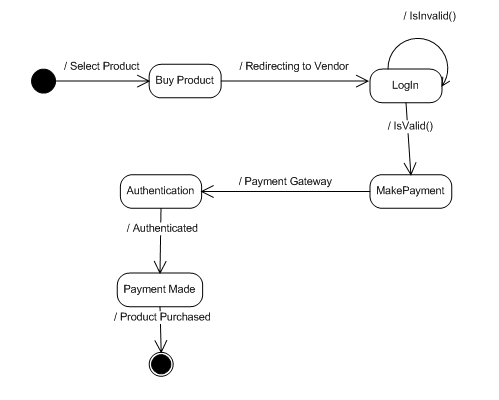 / IsInvalid()
/ Select Product
/ Redirecting to Vendor
Buy Product
LogIn
/ IsValid()
/ Payment Gateway
Authentication
MakePayment
/ Authenticated
Payment Made
/ Product Purchased